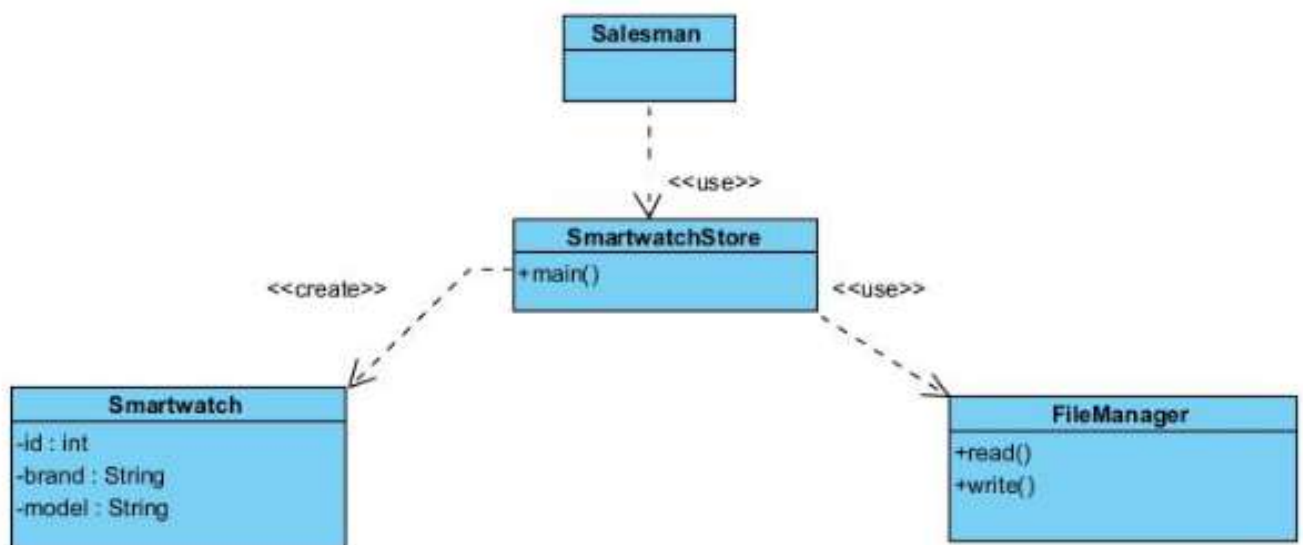 Salesman
<<use>>
SmartwatchStore
+main()
<<create>>
<<use>>
Smartwatch
-id : int
-brand : String
-model : String
FileManager
+read()
+write()